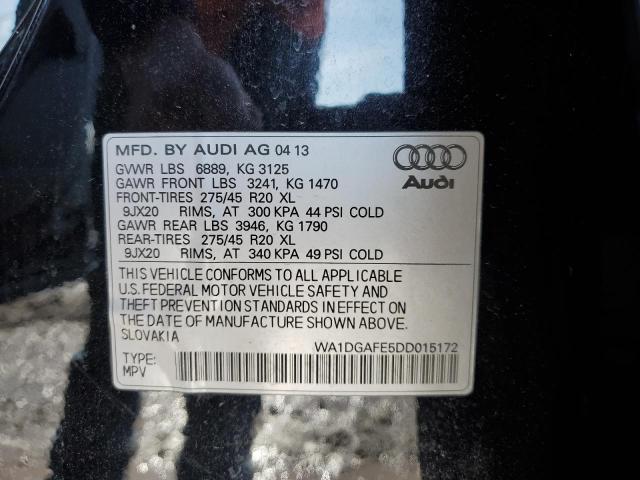 MFD. BY AUDI AG 04 13
GVWR LBS 6889, KG 3125
GAWR FRONT LBS 3241, KG 1470
FRONT-TIRES 275/45 R20 XL
9JX20 RIMS, AT 300 KPA 44 PSI COLD
GAWR REAR LBS 3946, KG 1790
REAR-TIRES 275/45 R20 XL
9JX20 RIMS, AT 340 KPA 49 PSI COLD
Audi
THIS VEHICLE CONFORMS TO ALL APPLICABLE
U.S. FEDERAL MOTOR VEHICLE SAFETY AND
THEFT PREVENTION STANDARDS IN EFFECT ON
THE DATE OF MANUFACTURE SHOWN ABOVE.
SLOVAKIA
WA1DGAFE5DD015172
TYPE:
MPV